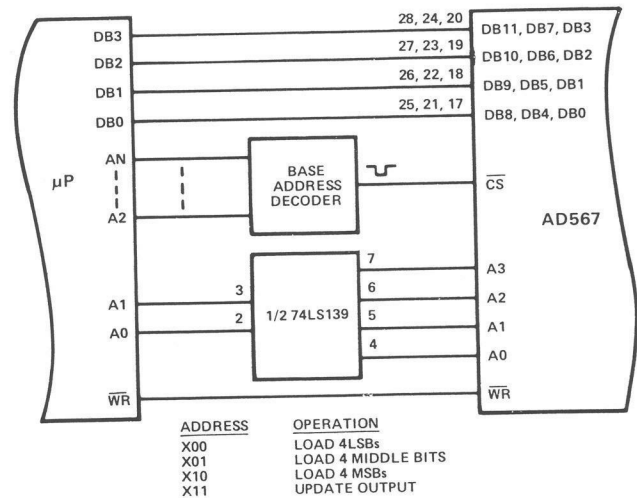 28, 24, 20
DB3
DB11, DB7, DB3
27, 23, 19
DB2
DB10, DB6, DB2
26, 22, 18
DB1
DB9, DB5, DB1
25, 21, 17
DB0
DB8, DB4, DB0
AN
BASE
ADDRESS
DECODER
µP
CS
A2
AD567
7
A3
3
6
A1
A2
1/2 74LS139
2
5
A0
A1
4
A0
WR
WR
ADDRESS OPERATION
X00 LOAD 4LSBs
X01 LOAD 4 MIDDLE BITS
X10 LOAD 4 MSBs
X11 UPDATE OUTPUT